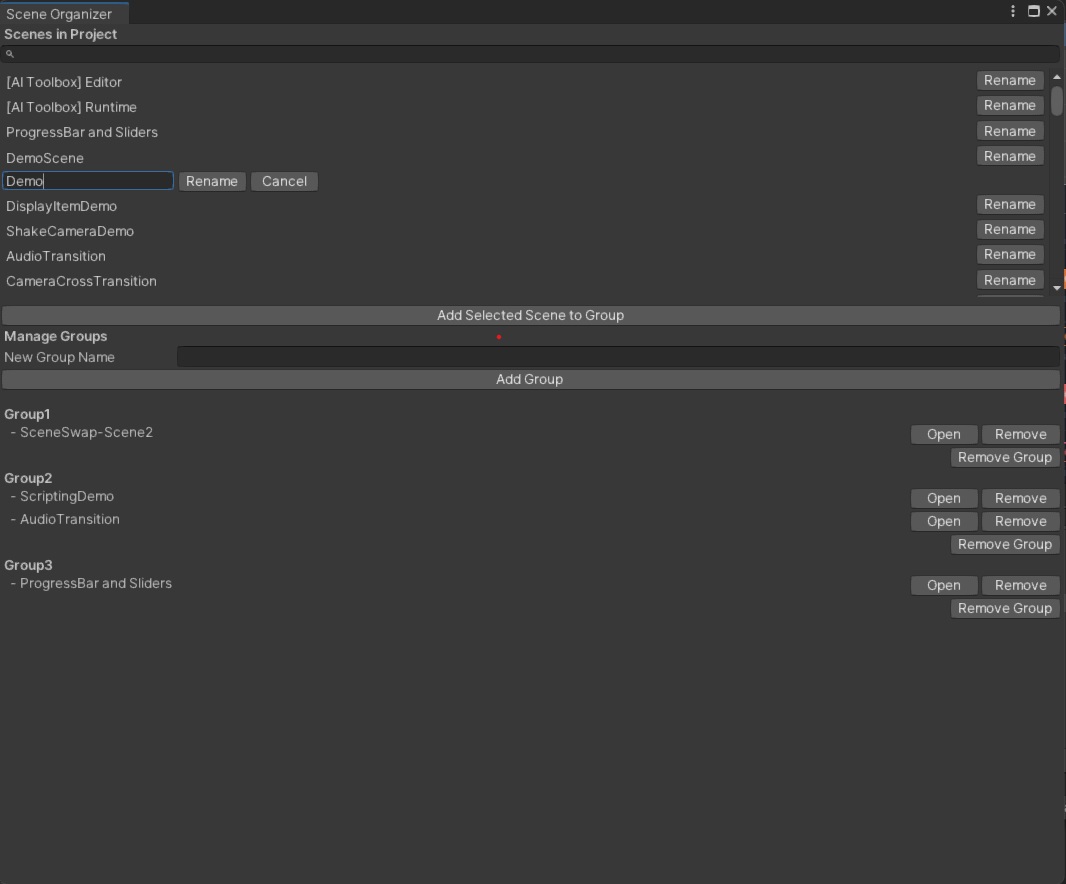 Scene Organizer
Scenes in Project
[AI Toolbox] Editor Rename
[AI Toolbox] Runtime Rename
ProgressBar and Sliders Rename
DemoScene Rename
Demo Rename Cancel
DisplayItemDemo Rename
ShakeCameraDemo Rename
AudioTransition Rename
CameraCrossTransition Rename
Add Selected Scene to Group
Manage Groups
New Group Name
Add Group
Group1
- SceneSwap-Scene2 Open Remove
Remove Group
Group2
- ScriptingDemo Open Remove
- AudioTransition Open Remove
Remove Group
Group3
- ProgressBar and Sliders Open Remove
Remove Group